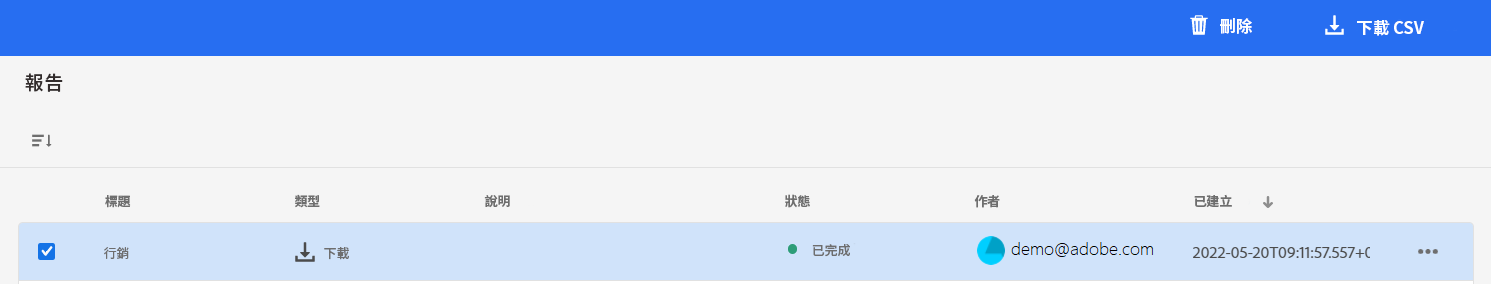 刪除 下載 CSV
報告
標題 類型 說明 狀態 作者 已建立
行銷 下載 已完成 demo@adobe.com 2022-05-20T09:11:57.557+0